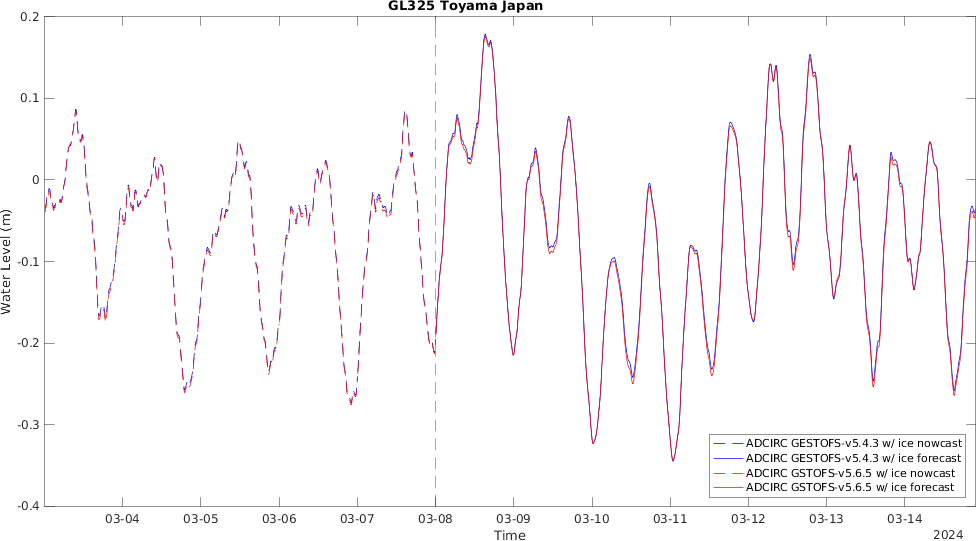 GL325 Toyama Japan
0.2
0.1
0
-0.1
-0.2
-0.3
-0.4
Water Level (m)
ADCIRC GESTOFS-v5.4.3 w/ ice nowcast
ADCIRC GESTOFS-v5.4.3 w/ ice forecast
ADCIRC GSTOFS-v5.6.5 w/ ice nowcast
ADCIRC GSTOFS-v5.6.5 w/ ice forecast
03-04 03-05 03-06 03-07 03-08 03-09 03-10 03-11 03-12 03-13 03-14
Time
2024